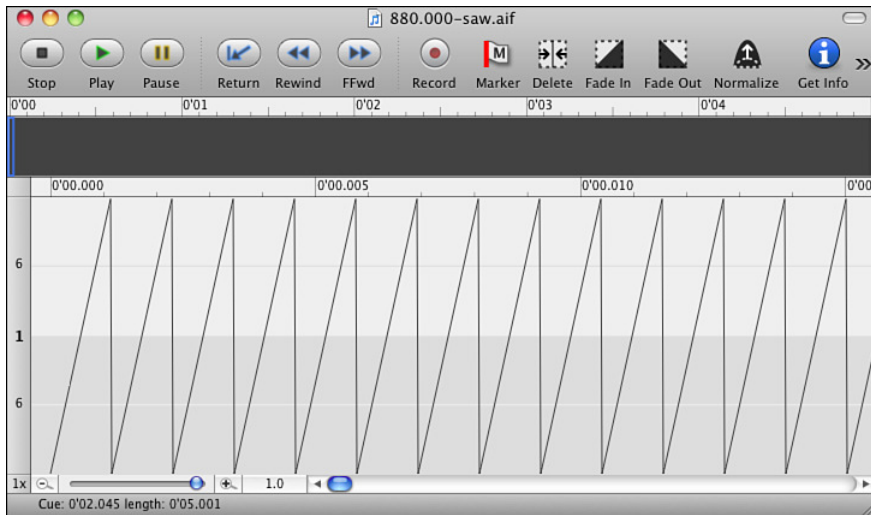 880.000-saw.aif
M
Stop Play Pause Return Rewind FFwd Record Marker Delete Fade In Fade Out Normalize Get Info »
0'00 0'01 0'02 0'03 0'04
0'00.000 0'00.005 0'00.010 0'00
6
1
6
1x 1.0
Cue: 0'02.045 length: 0'05.001